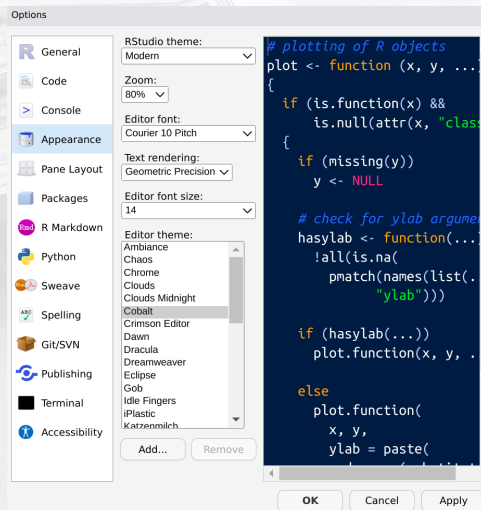 Options
General
Code
Console
Appearance
Pane Layout
Packages
Rmd R Markdown
Python
Sweave
ABC Spelling
Git/SVN
Publishing
Terminal
Accessibility
RStudio theme:
Modern
Zoom:
80%
Editor font:
Courier 10 Pitch
Text rendering:
Geometric Precision
Editor font size:
14
Editor theme:
Ambiance
Chaos
Chrome
Clouds
Clouds Midnight
Cobalt
Crimson Editor
Dawn
Dracula
Dreamweaver
Eclipse
Gob
Idle Fingers
iPlastic
Katzenmilch
Add... Remove
# plotting of R objects
plot <- function (x, y, ...)
{
if (is.function(x) &&
is.null(attr(x, "class
{
if (missing(y))
y <- NULL
# check for ylab argumen
hasylab <- function(...)
!all(is.na(
pmatch(names(list(..
"ylab")))
if (hasylab(...))
plot.function(x, y, ..
else
plot.function(
x, y,
ylab = paste(
OK Cancel Apply